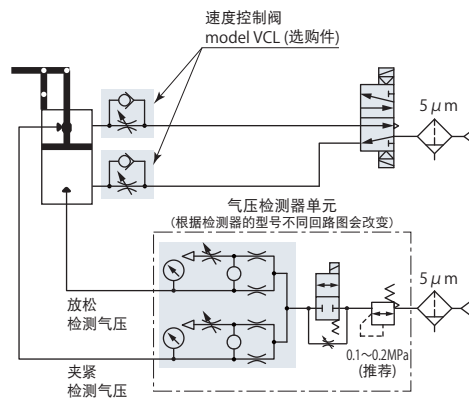 速度控制阀
model VCL (选购件)
5μm
气压检测器单元
(根据检测器的型号不同回路图会改变)
5μm
放松
检测气压
0.1~0.2MPa
(推荐)
夹紧
检测气压